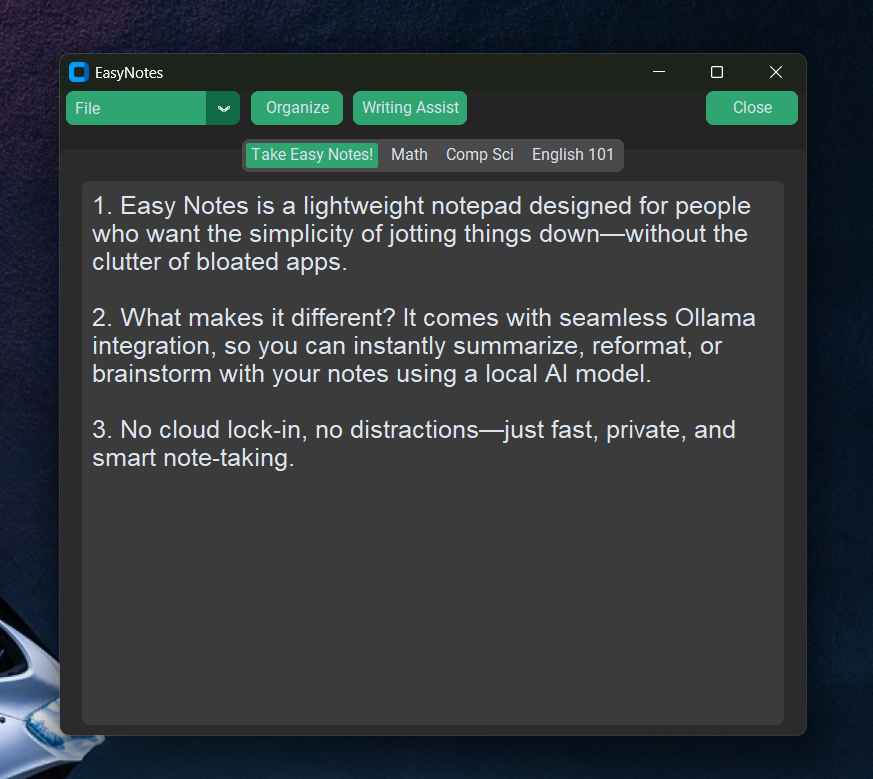 EasyNotes
File
Organize
Writing Assist
Close
Take Easy Notes!
Math
Comp Sci
English 101
1. Easy Notes is a lightweight notepad designed for people
who want the simplicity of jotting things down—without the
clutter of bloated apps.
2. What makes it different? It comes with seamless Ollama
integration, so you can instantly summarize, reformat, or
brainstorm with your notes using a local AI model.
3. No cloud lock-in, no distractions—just fast, private, and
smart note-taking.